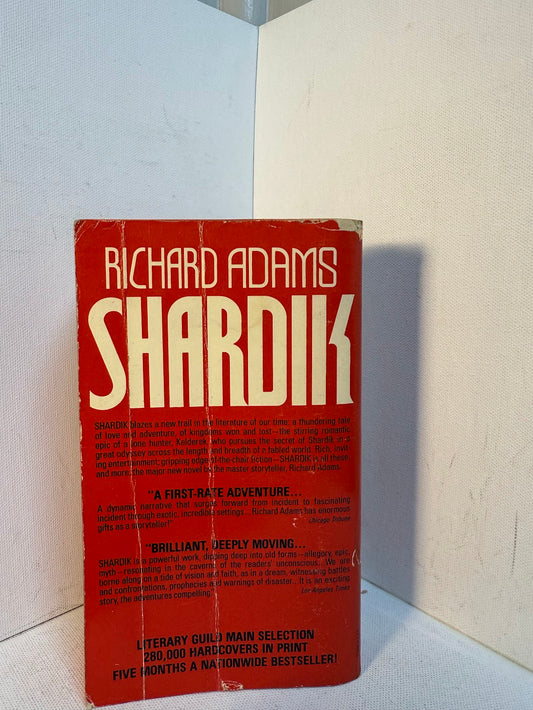 RICHARD ADAMS
SHARDIK
SHARDIK blazes a new trail in the literature of our time: a thundering tale
of love and adventure, of kingdoms won and lost—the stirring romantic
epic of a lone hunter, Kelderek, who pursues the secret of Shardik in a
great odyssey across the length and breadth of a fabled world. Rich, invit-
ing entertainment; gripping edge-of-the-chair fiction—SHARDIK is all these
and more: the major new novel by the master storyteller, Richard Adams.
"A FIRST-RATE ADVENTURE...
A dynamic narrative that surges forward from incident to fascinating
incident through exotic, incredible settings... Richard Adams has enormous
gifts as a storyteller!"
Chicago Tribune
"BRILLIANT, DEEPLY MOVING...
SHARDIK is a powerful work, dipping deep into old forms—allegory, epic,
myth—resonating in the caverns of the readers' unconscious...We are
borne along on a tide of vision and faith, as in a dream, witnessing battles
and confrontations, prophecies and warnings of disaster...It is an exciting
story, the adventures compelling"
Los Angeles Times
LITERARY GUILD MAIN SELECTION
280,000 HARDCOVERS IN PRINT
FIVE MONTHS A NATIONWIDE BESTSELLER!